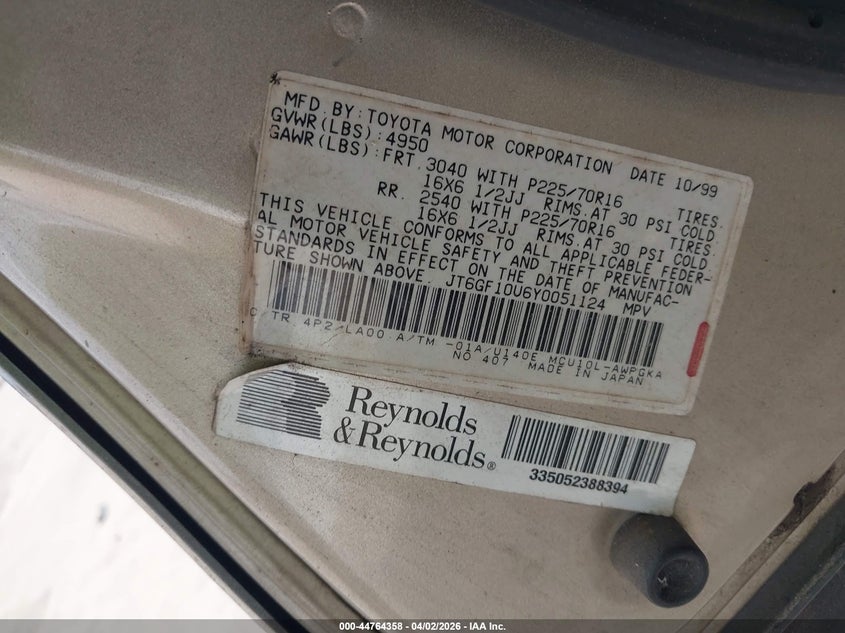 MFD. BY: TOYOTA MOTOR CORPORATION DATE 10/99
GVWR(LBS):4950
GAWR(LBS):FRT. 3040 WITH P225/70R16 TIRES.
16X6 1/2JJ RIMS.AT 30 PSI COLD.
RR. 2540 WITH P225/70R16 TIRES.
16X6 1/2JJ RIMS.AT 30 PSI COLD.
THIS VEHICLE CONFORMS TO ALL APPLICABLE FEDER-
AL MOTOR VEHICLE SAFETY AND THEFT PREVENTION
STANDARDS IN EFFECT ON THE DATE OF MANUFAC-
TURE SHOWN ABOVE. JT6GF10U6Y0051124 MPV
C/TR. 4P2/LA00 A/TM -01A/U140E MCU10L-AWPGKA
NO 407 MADE IN JAPAN
Reynolds
& Reynolds®
335052388394
000-44764358 - 04/02/2026 - IAA Inc.